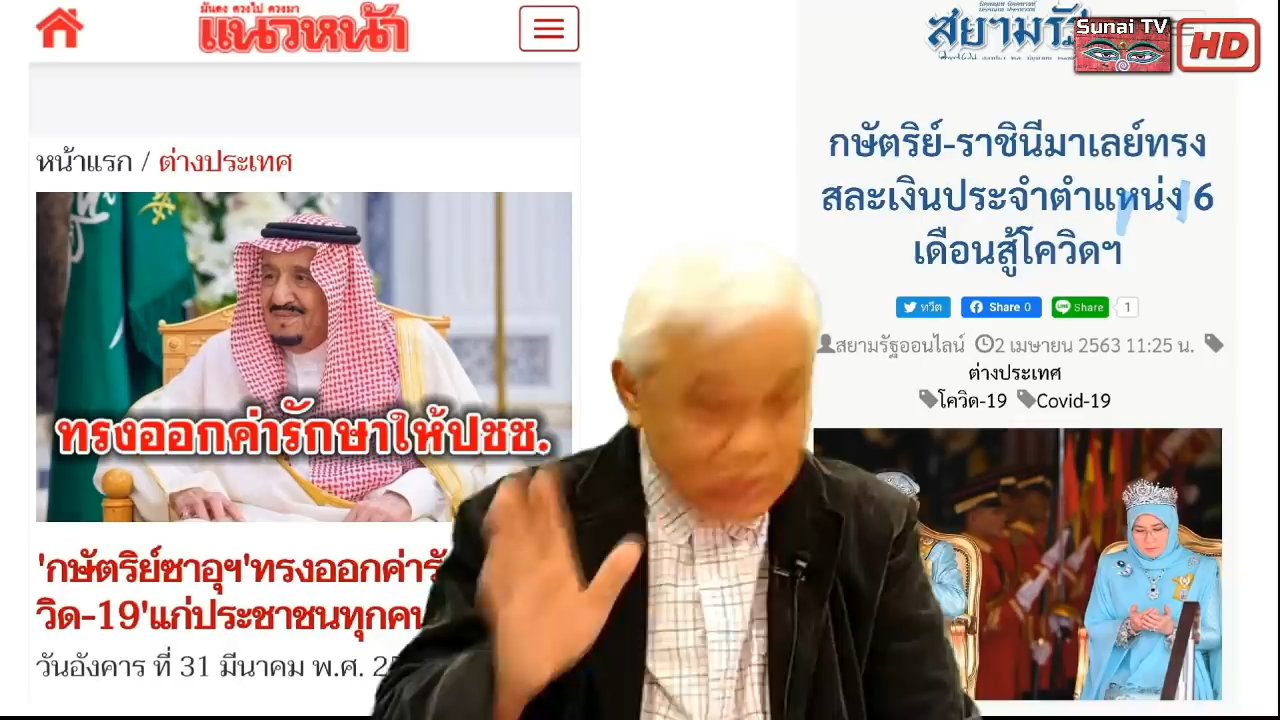 แนวหน้า
หน้าแรก / ต่างประเทศ
ทรงออกค่ารักษาให้ปชช.
'กษัตริย์ซาอุฯ'ทรงออกค่ารั
วิด-19'แก่ประชาชนทุกคน
วันอังคาร ที่ 31 มีนาคม พ.ศ. 25
สยามรัฐ
Sunai TV
HD
กษัตริย์-ราชินีมาเลย์ทรง
สละเงินประจำตำแหน่ง 6
เดือนสู้โควิดฯ
ทวีต Share 0 Share 1
สยามรัฐออนไลน์ 2 เมษายน 2563 11:25 น.
ต่างประเทศ
โควิด-19 Covid-19